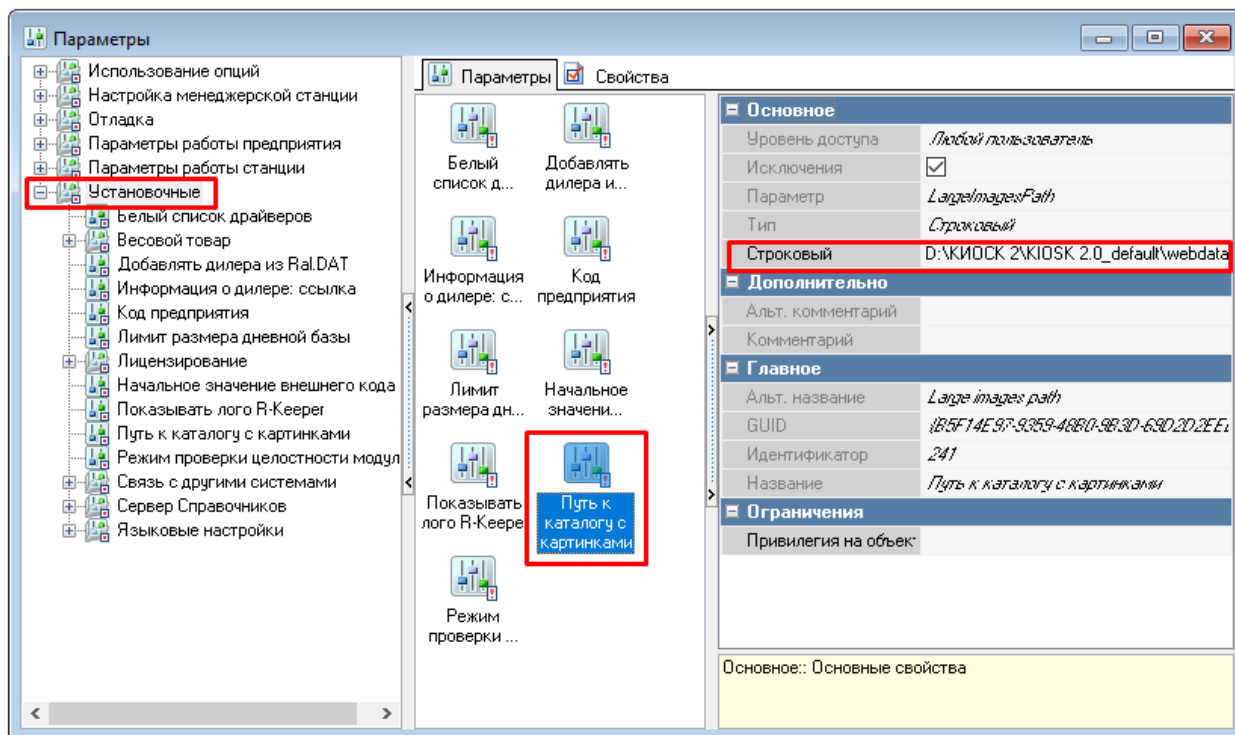 Параметры
Использование опций
Настройка менеджерской станции
Отладка
Параметры работы предприятия
Параметры работы станции
Установочные
Белый список драйверов
Весовой товар
Добавлять дилера из Ral.DAT
Информация о дилере: ссылка
Код предприятия
Лимит размера дневной базы
Лицензирование
Начальное значение внешнего кода
Показывать лого R-Keeper
Путь к каталогу с картинками
Режим проверки целостности модул
Связь с другими системами
Сервер Справочников
Языковые настройки
Параметры Свойства
Белый
список д...
Добавлять
дилера и...
Информация
о дилере: с...
Код
предприятия
Лимит
размера дн...
Начальное
значени...
Показывать
лого R-Keepe
Путь к
каталогу с
картинками
Режим
проверки ...
Основное
Уровень доступа Любой пользователь
Исключения
Параметр LargeImagesPath
Тип Строковый
Строковый D:\КИОСК 2\KIOSK 2.0_default\webdata
Дополнительно
Альт. комментарий
Комментарий
Главное
Альт. название Large images path
GUID
Идентификатор 241
Название Путь к каталогу с картинками
Ограничения
Привилегия на объек
Основное:: Основные свойства